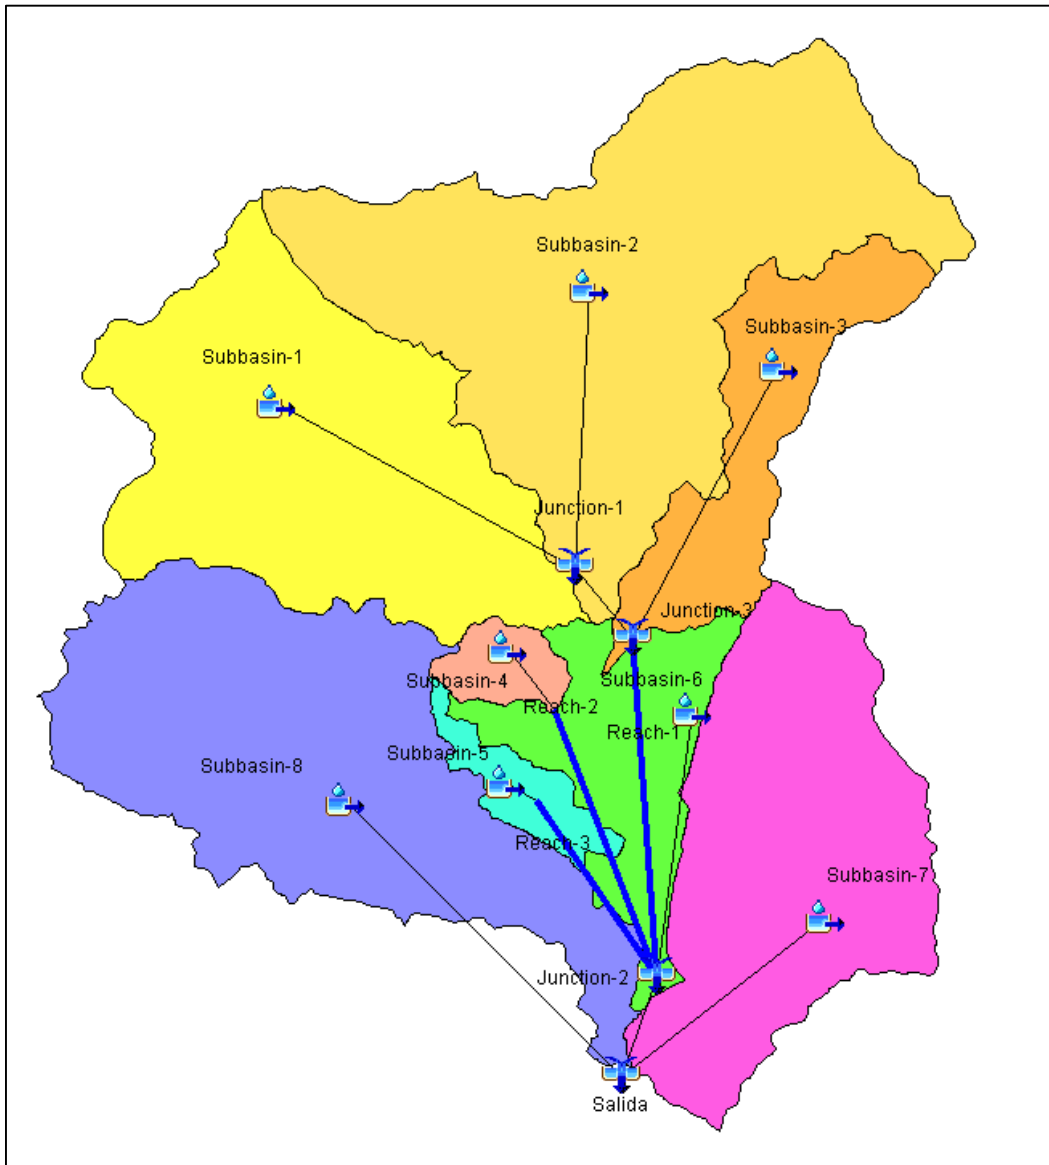 Subbasin-2
Subbasin-3
Subbasin-1
Junction-1
Junction-3
Subbasin-4
Subbasin-6
Reach-2
Reach-1
Subbasin-5
Subbasin-8
Reach-3
Subbasin-7
Junction-2
Salida